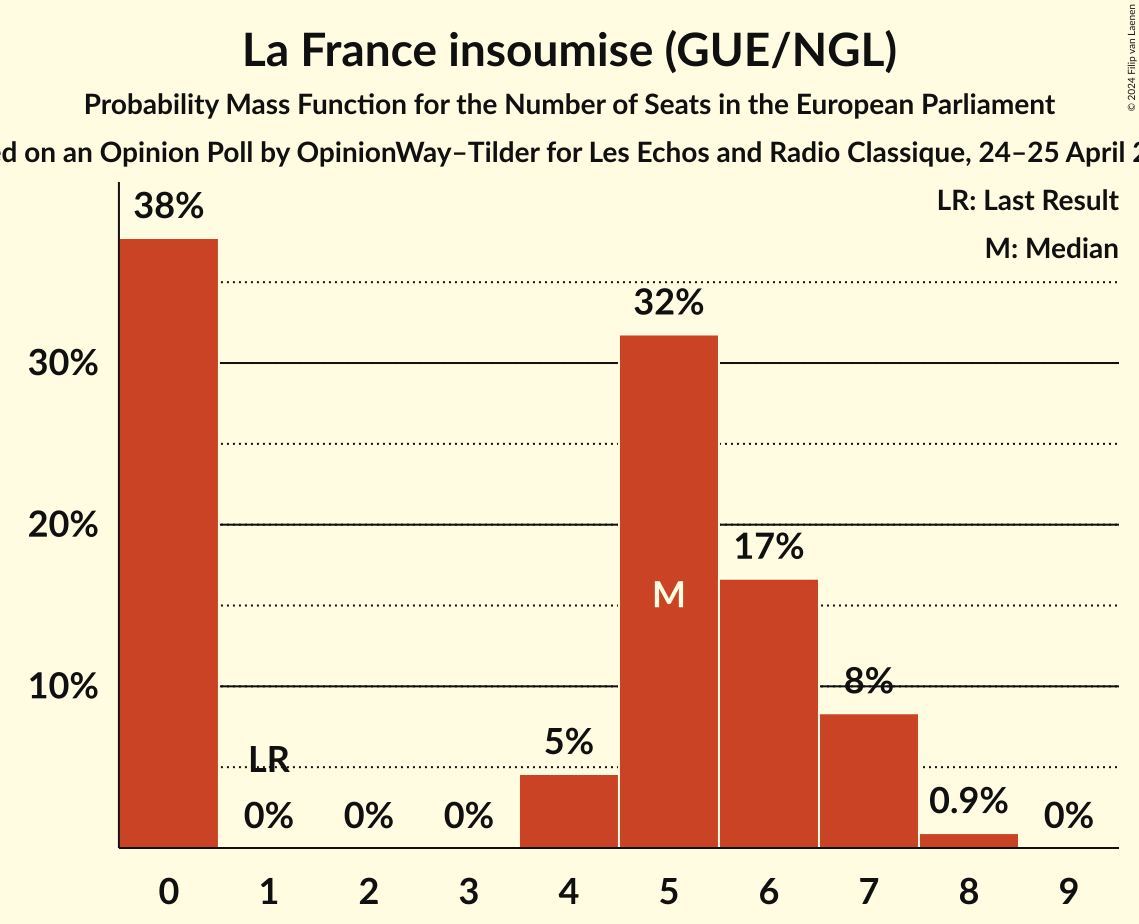 La France insoumise (GUE/NGL)
Probability Mass Function for the Number of Seats in the European Parliament
on an Opinion Poll by OpinionWay–Tilder for Les Echos and Radio Classique, 24–25 April
© 2024 Filip van Laenen
LR: Last Result
M: Median
38%
32%
30%
20%
17%
M
10%
8%
LR
5%
0%
0%
0%
0.9%
0%
0
1
2
3
4
5
6
7
8
9